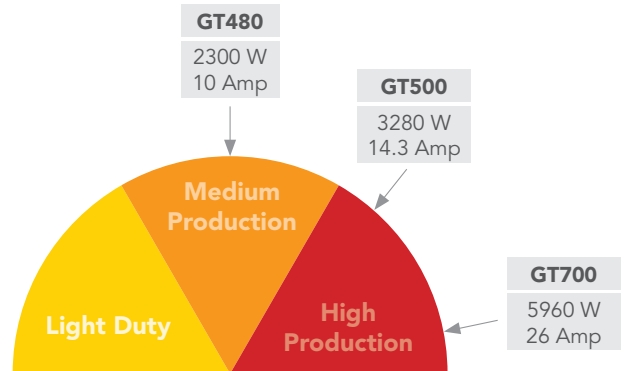 GT480
2300 W
10 Amp
GT500
3280 W
14.3 Amp
Medium
Production
GT700
5960 W
26 Amp
Light Duty
High
Production